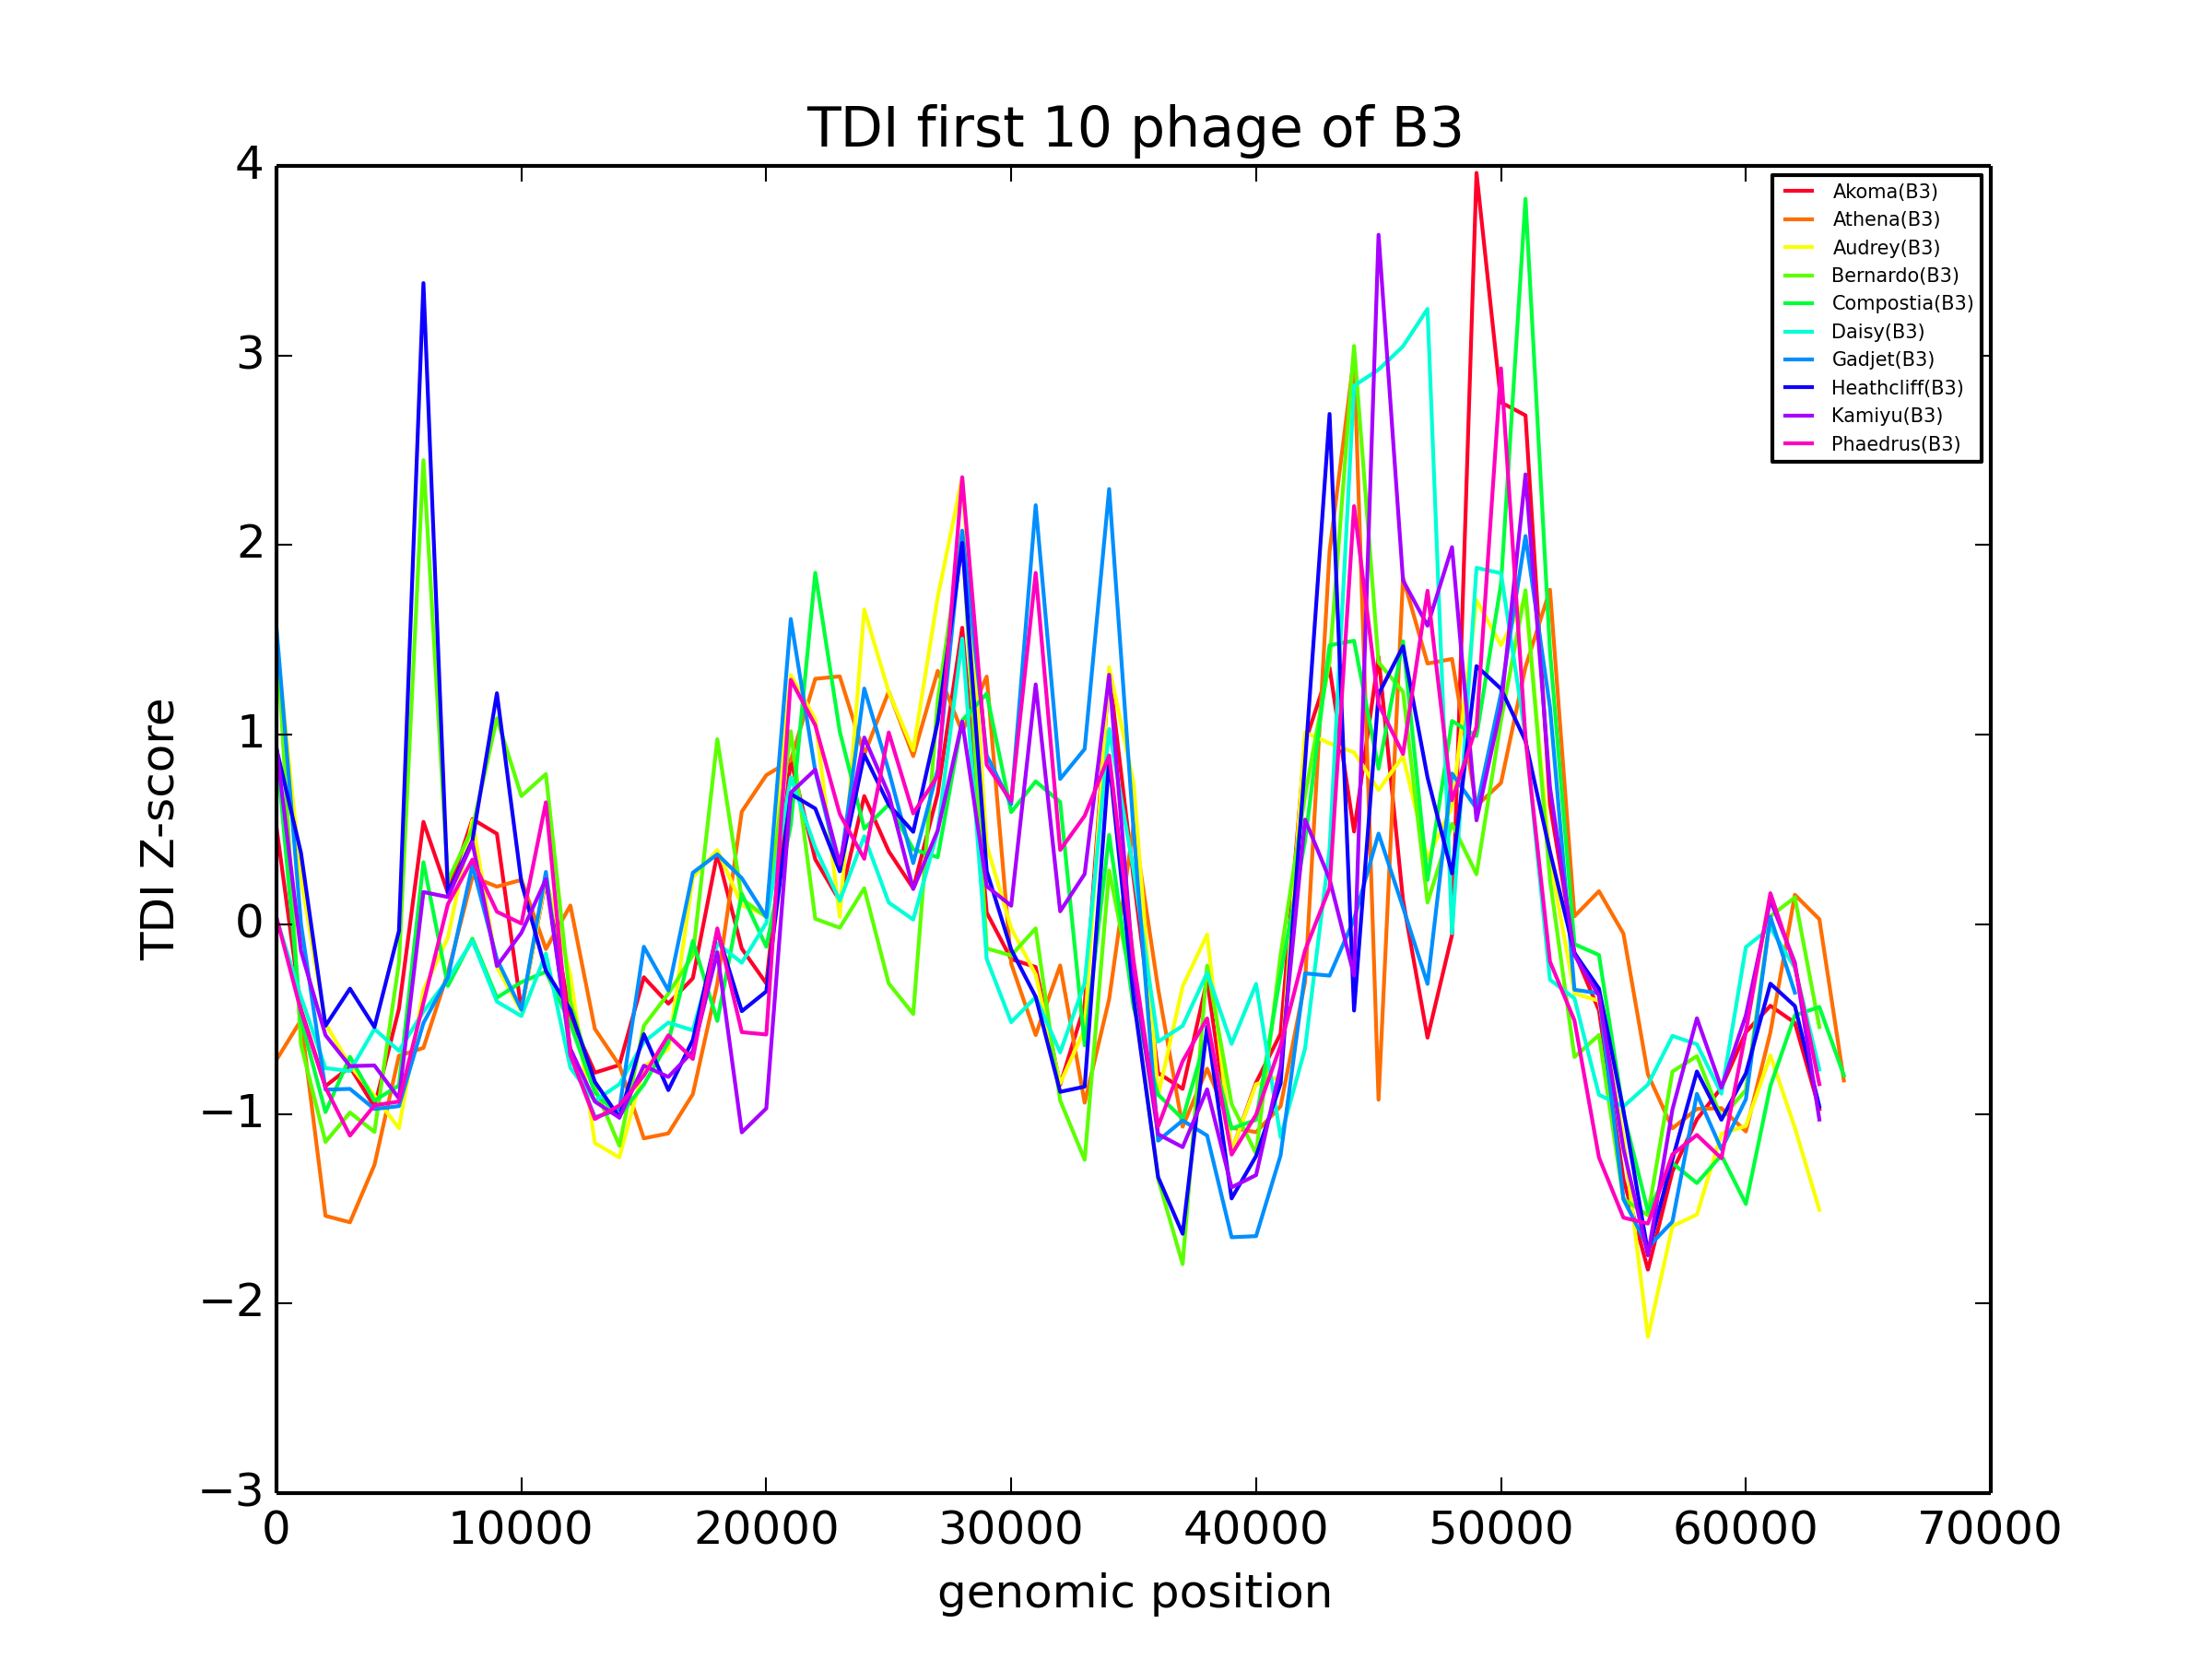 TDI first 10 phage of B3
4
3
2
1
0
−1
−2
−3
TDI Z-score
0 10000 20000 30000 40000 50000 60000 70000
genomic position
Akoma(B3)
Athena(B3)
Audrey(B3)
Bernardo(B3)
Compostia(B3)
Daisy(B3)
Gadjet(B3)
Heathcliff(B3)
Kamiyu(B3)
Phaedrus(B3)